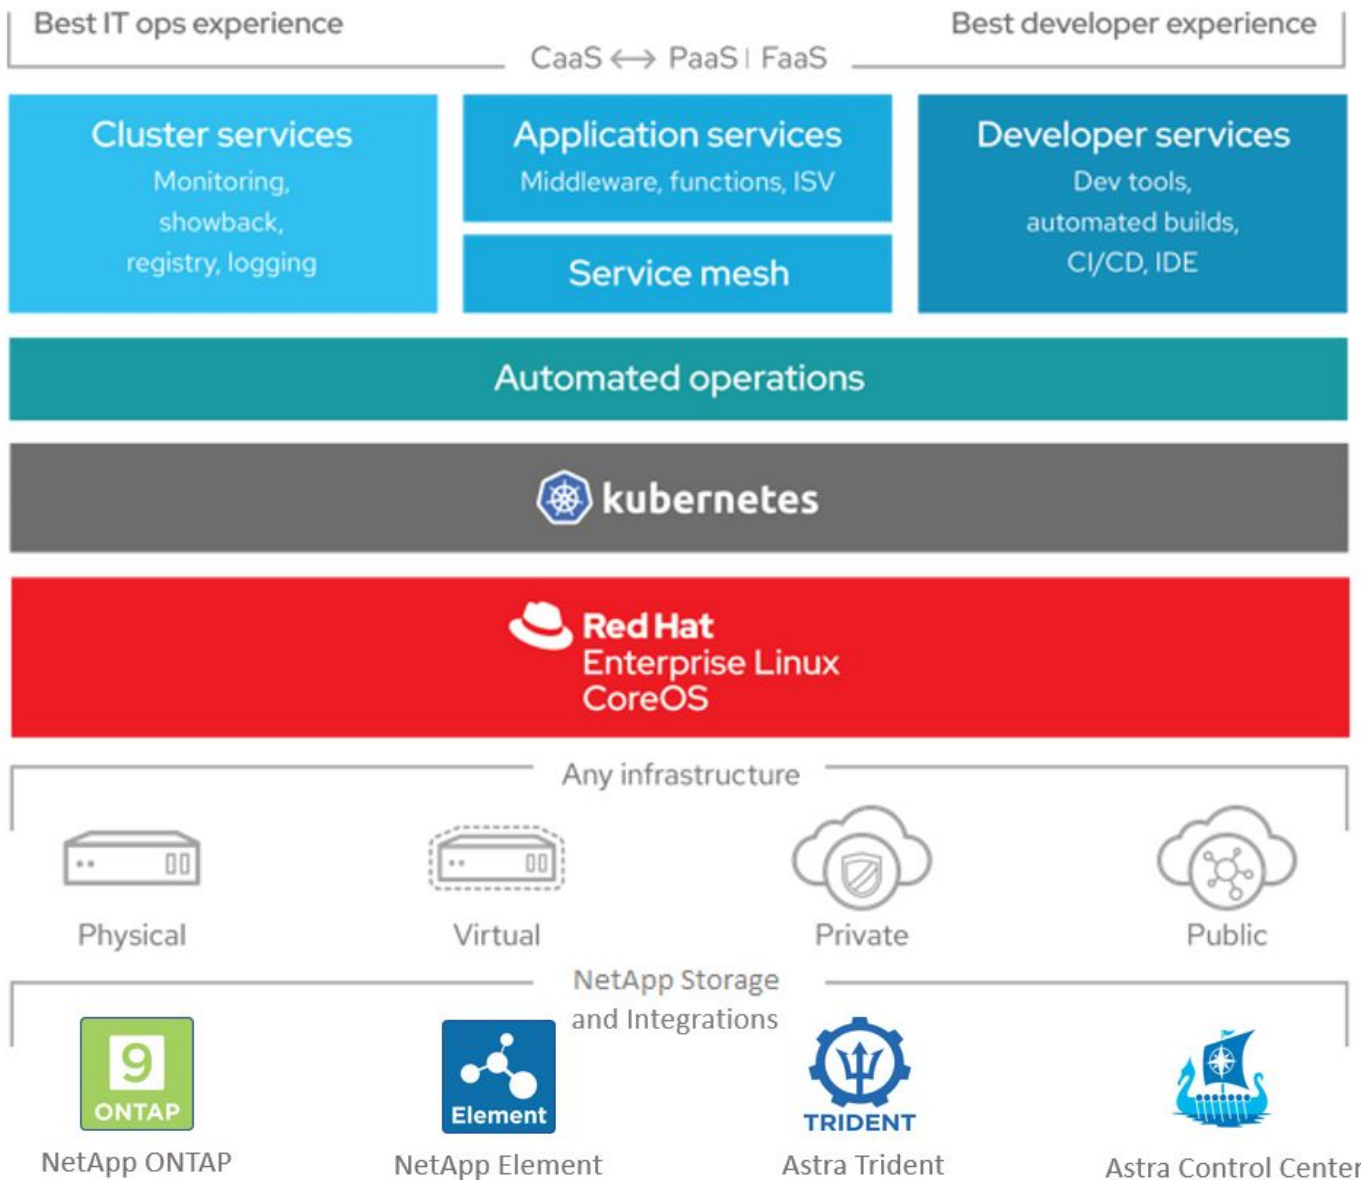 Best IT ops experience
Best developer experience
CaaS ↔ PaaS | FaaS
Cluster services
Monitoring,
showback,
registry, logging
Application services
Middleware, functions, ISV
Service mesh
Developer services
Dev tools,
automated builds,
CI/CD, IDE
Automated operations
kubernetes
Red Hat
Enterprise Linux
CoreOS
Any infrastructure
Physical
Virtual
Private
Public
NetApp Storage
and Integrations
9
ONTAP
NetApp ONTAP
Element
NetApp Element
TRIDENT
Astra Trident
Astra Control Center